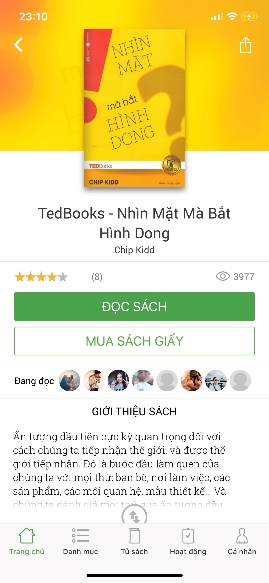 23:10
NHÌN
MẶT
mà bắt
HÌNH
DONG
TEDBooks
CHIP KIDD
TedBooks - Nhìn Mặt Mà Bắt
Hình Dong
Chip Kidd
(8)
3977
ĐỌC SÁCH
MUA SÁCH GIẤY
Đang đọc
GIỚI THIỆU SÁCH
Ấn tượng đầu tiên cực kỳ quan trọng đối với
cách chúng ta tiếp nhận thế giới, và được thế
giới tiếp nhận. Đó là bước đầu làm quen của
chúng ta với mọi thứ: bạn bè, nơi làm việc, các
sản phẩm, các mối quan hệ, mẫu thiết kế... Và
chúng ta đánh giá mọi thứ qua ấn tượng đầu
Trang chủ
Danh mục
Tủ sách
Hoạt động
Cá nhân